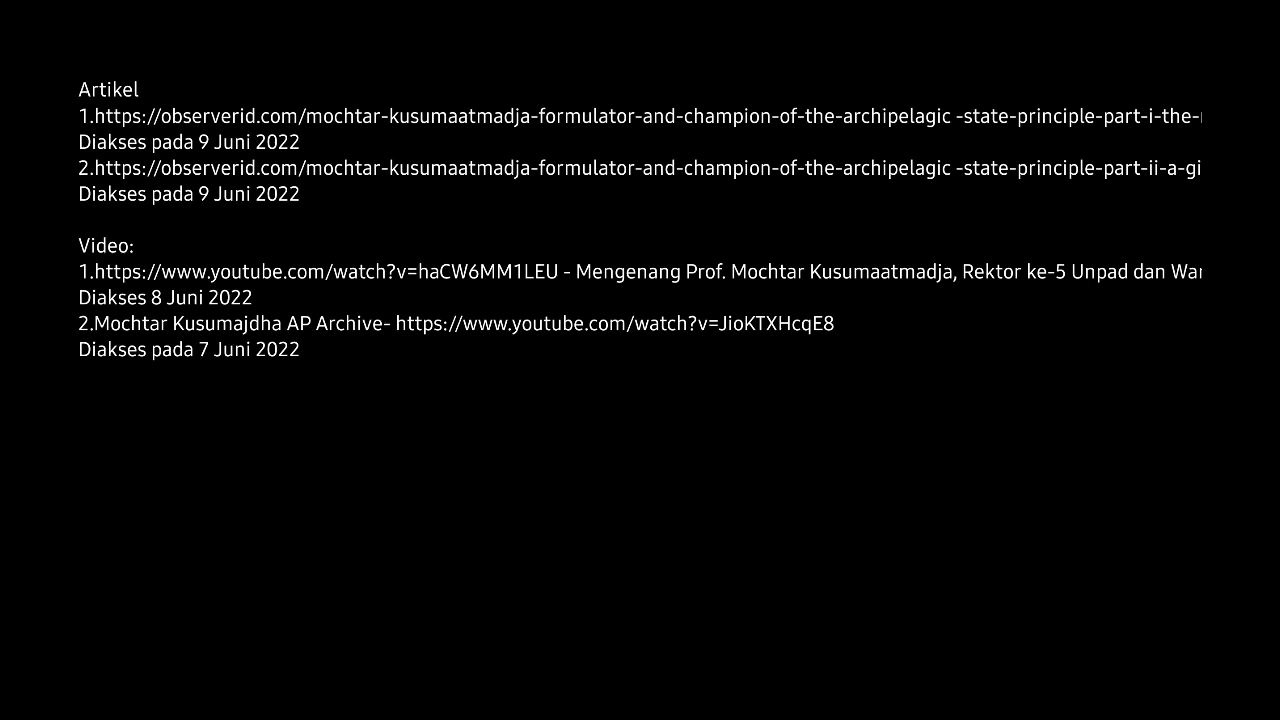 Artikel
1.https://observerid.com/mochtar-kusumaatmadja-formulator-and-champion-of-the-archipelagic -state-principle-part-i-the-
Diakses pada 9 Juni 2022
2.https://observerid.com/mochtar-kusumaatmadja-formulator-and-champion-of-the-archipelagic -state-principle-part-ii-a-gi
Diakses pada 9 Juni 2022
Video:
1.https://www.youtube.com/watch?v=haCW6MM1LEU - Mengenang Prof. Mochtar Kusumaatmadja, Rektor ke-5 Unpad dan
Diakses 8 Juni 2022
2.Mochtar Kusumajdha AP Archive- https://www.youtube.com/watch?v=JioKTXHcqE8
Diakses pada 7 Juni 2022